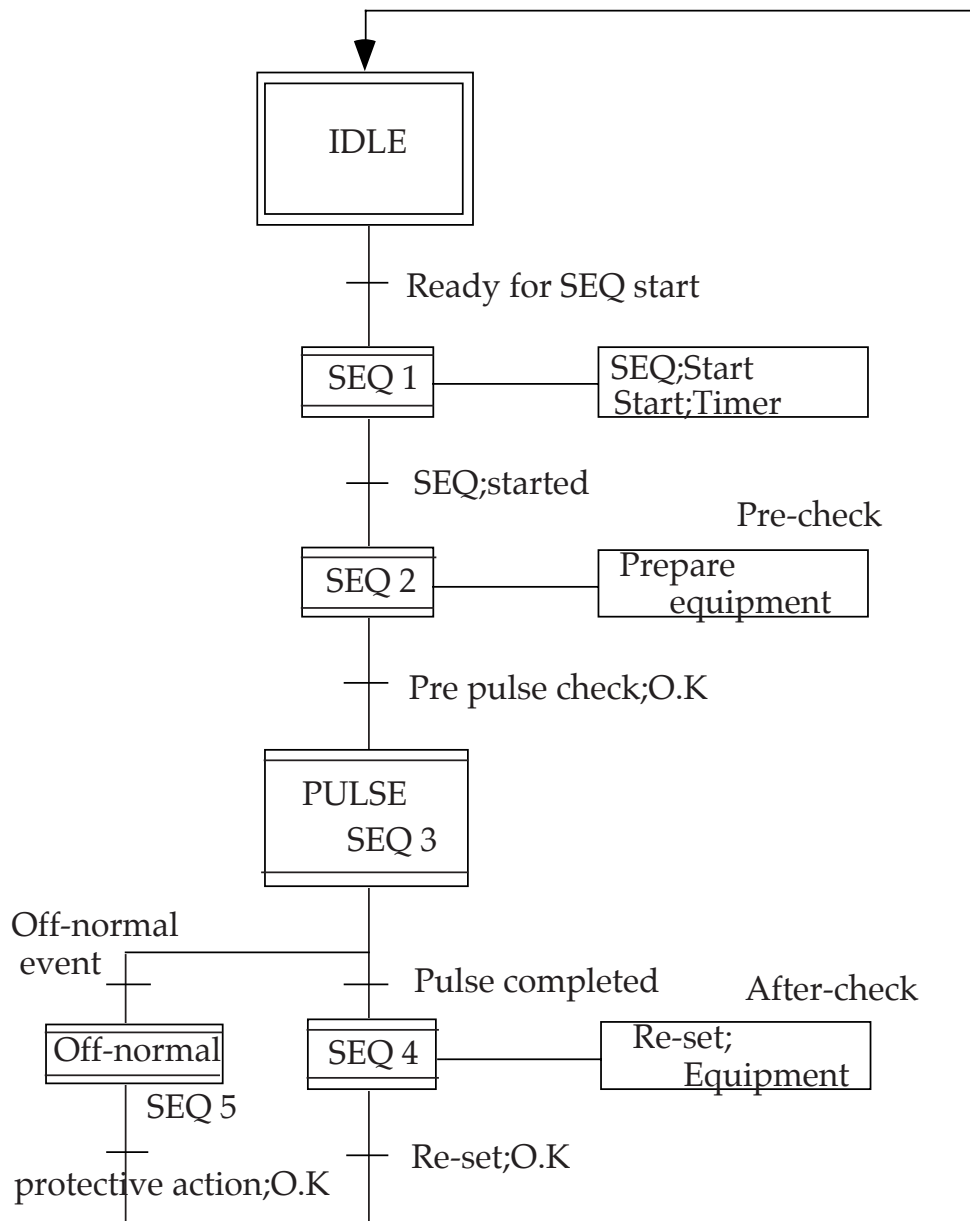 IDLE
Ready for SEQ start
SEQ 1
SEQ;Start
Start;Timer
SEQ;started
Pre-check
SEQ 2
Prepare
equipment
Pre pulse check;O.K
PULSE
SEQ 3
Off-normal
event
Pulse completed
After-check
Off-normal
SEQ 5
SEQ 4
Re-set;
Equipment
protective action;O.K
Re-set;O.K